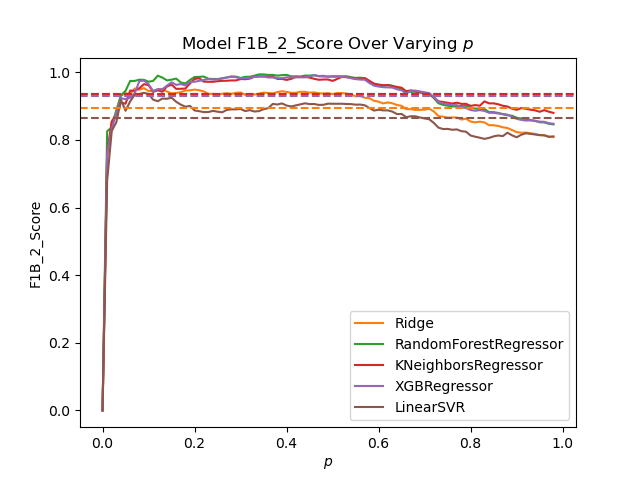 Model F1B_2_Score Over Varying p
F1B_2_Score
1.0
0.8
0.6
0.4
0.2
0.0
0.0 0.2 0.4 0.6 0.8 1.0
p
Ridge
RandomForestRegressor
KNeighborsRegressor
XGBRegressor
LinearSVR